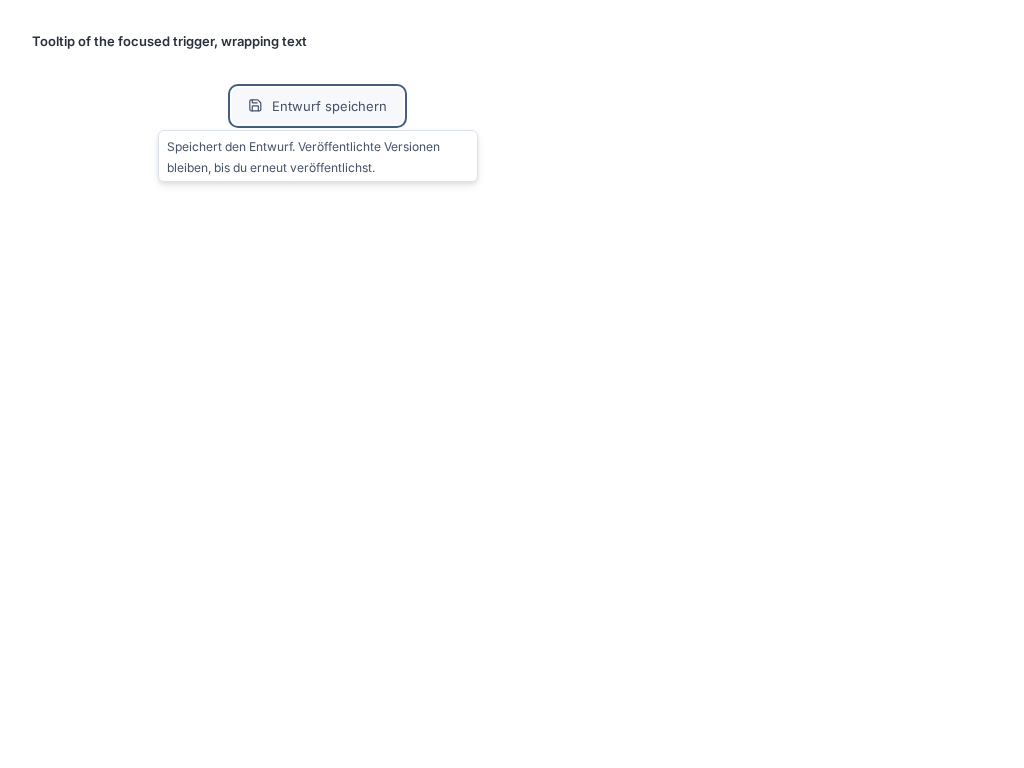 Tooltip of the focused trigger, wrapping text
Entwurf speichern
Speichert den Entwurf. Veröffentlichte Versionen
bleiben, bis du erneut veröffentlichst.